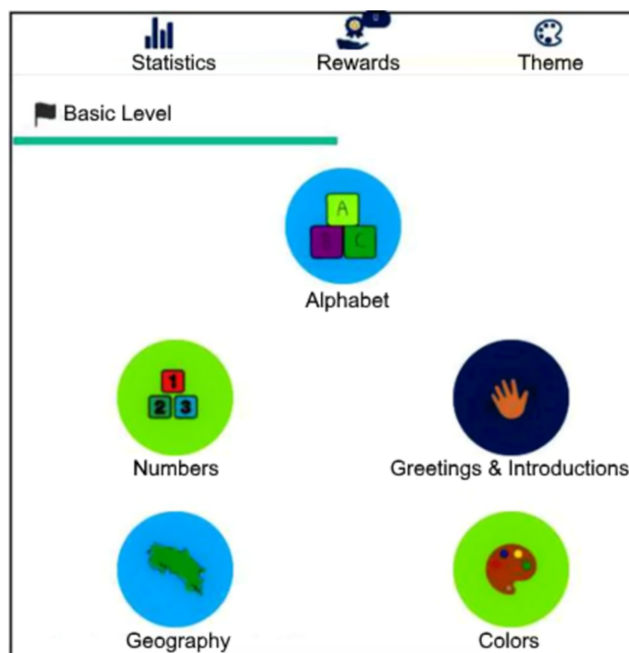 Statistics Rewards Theme
Basic Level
A
B C
Alphabet
1
2 3
Numbers Greetings & Introductions
Geography Colors